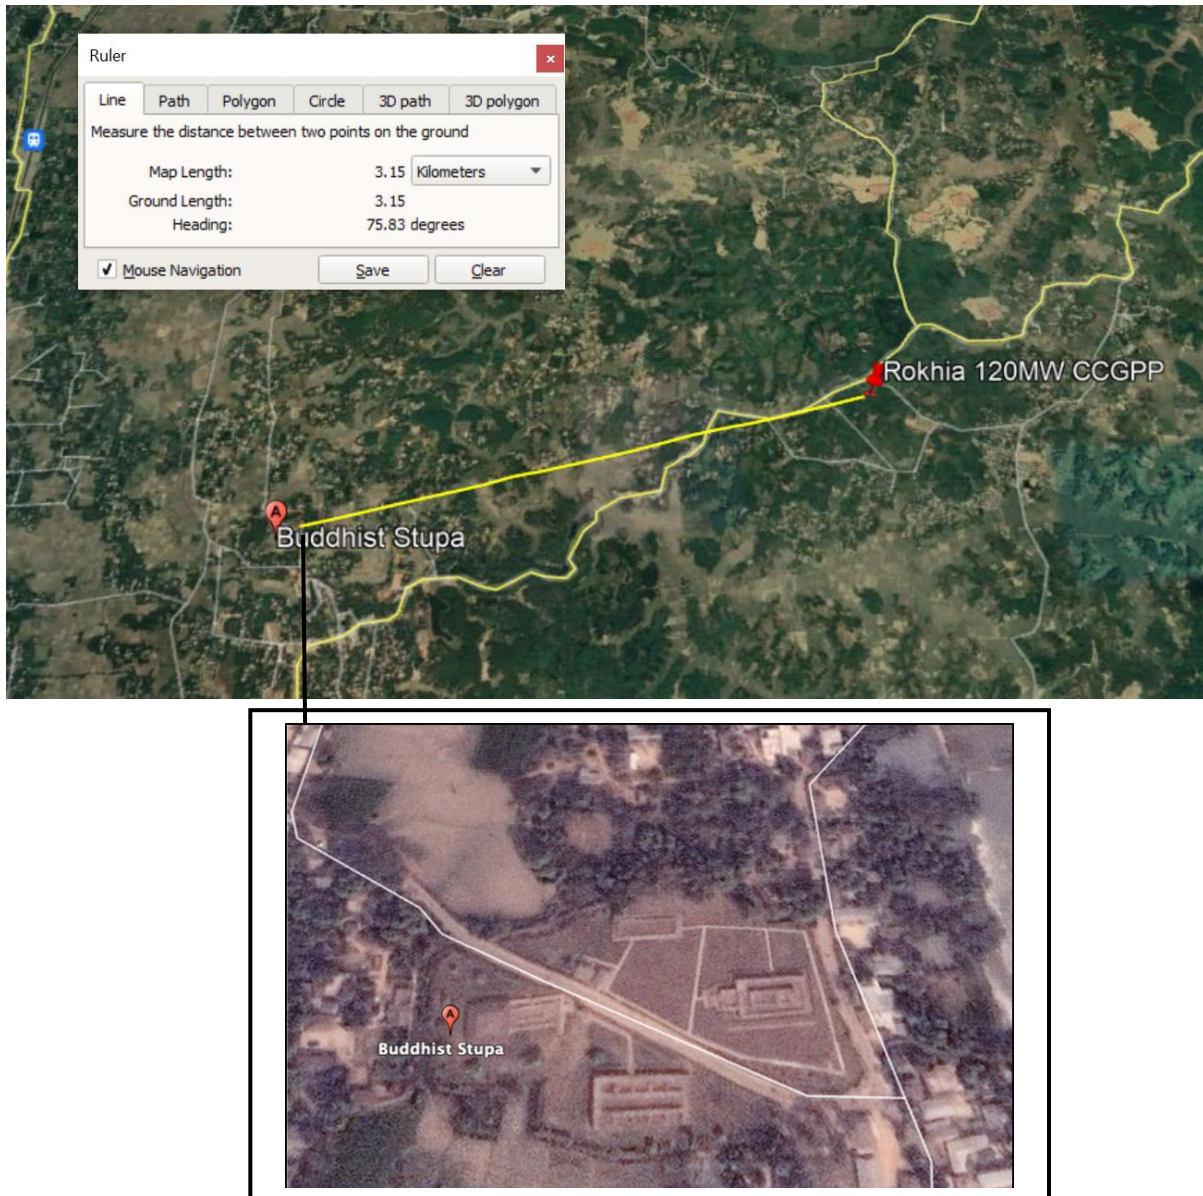 Ruler
x
Line Path Polygon Circle 3D path 3D polygon
Measure the distance between two points on the ground
Map Length: 3.15 Kilometers
Ground Length: 3.15
Heading: 75.83 degrees
Mouse Navigation Save Clear
Rokhia 120MW CCGPP
A
Buddhist Stupa
A
Buddhist Stupa